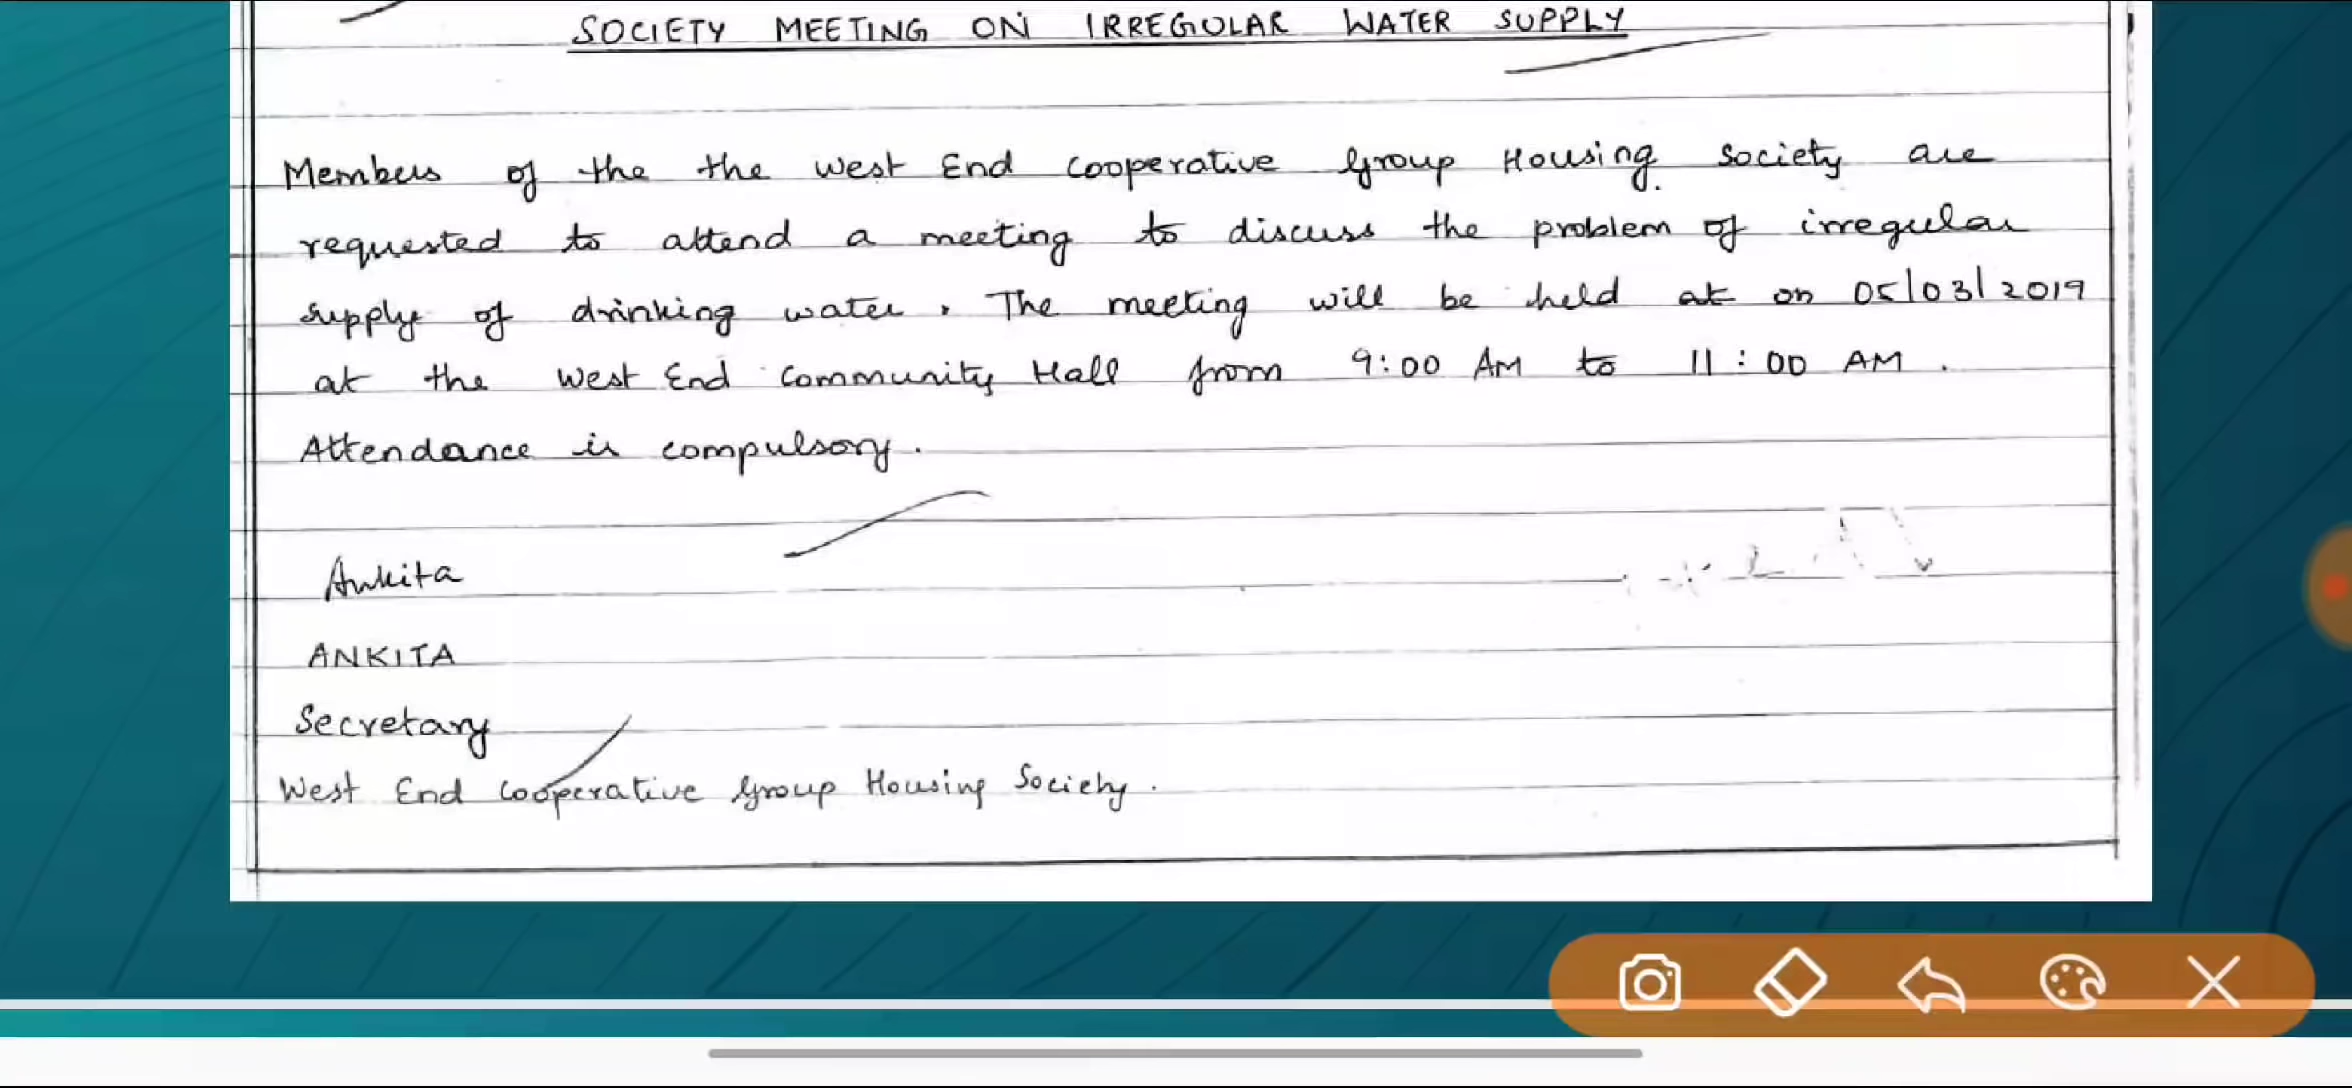 SOCIETY MEETING ON IRREGULAR WATER SUPPLY
Members of the the West End Cooperative Group Housing Society are
requested to attend a meeting to discuss the problem of irregular
supply of drinking water. The meeting will be held at on 05/03/2019
at the West End Community Hall from 9:00 AM to 11:00 AM.
Attendance is compulsory.
Ankita
ANKITA
Secretary
West End Cooperative Group Housing Society.